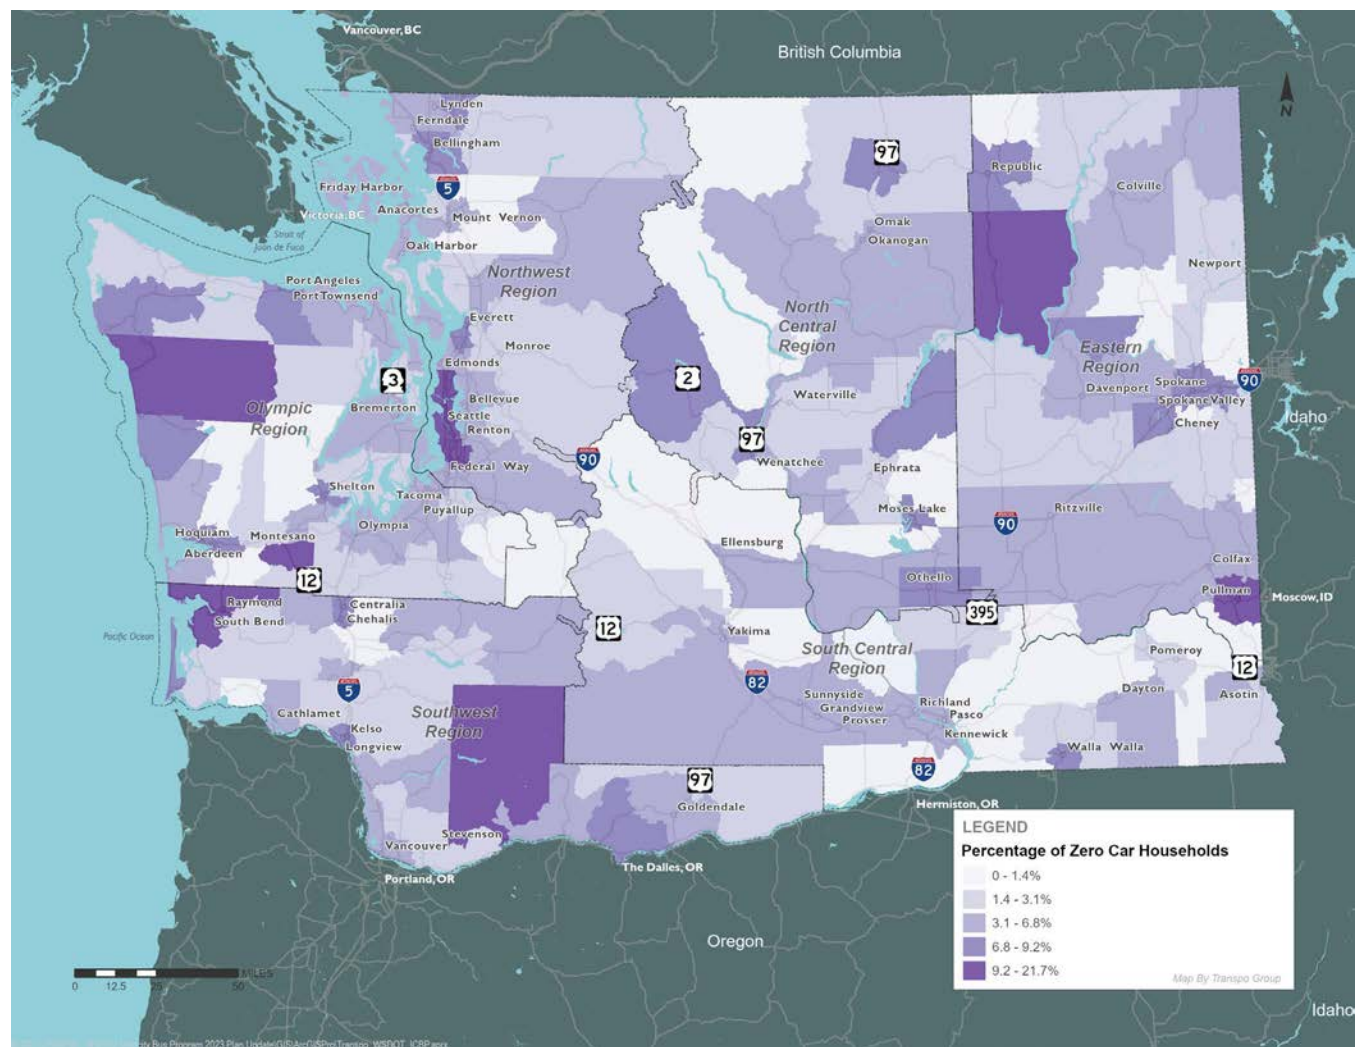 Vancouver, BC
British Columbia
N
Lynden
Ferndale
Bellingham
97
Republic
Friday Harbor
5
Colville
Victoria, BC
Anacortes
Mount Vernon
Omak
Okanogan
Strait of
Juan de Fuca
Oak Harbor
Newport
Northwest
Region
Port Angeles
Port Townsend
North
Central
Region
Everett
Monroe
Eastern
Region
Edmonds
3
2
90
Davenport
Spokane
Spokane Valley
Waterville
Bellevue
Bremerton
Seattle
Renton
Olympic
Region
Idaho
Cheney
97
90
Wenatchee
Ephrata
Federal Way
Shelton
Tacoma
Puyallup
Moses Lake
Ritzville
90
Olympia
Hoquiam
Montesano
Aberdeen
Ellensburg
Colfax
12
Othello
Pullman
Moscow, ID
Raymond
Centralia
Chehalis
395
South Bend
Pacific Ocean
12
Yakima
South Central
Region
Pomeroy
12
5
82
Dayton
Asotin
Sunnyside
Grandview
Prosser
Richland
Pasco
Cathlamet
Southwest
Region
Kelso
Longview
Kennewick
Walla Walla
82
97
Goldendale
Hermiston, OR
Stevenson
Vancouver
The Dalles, OR
Portland, OR
LEGEND
Percentage of Zero Car Households
0 - 1.4%
1.4 - 3.1%
3.1 - 6.8%
6.8 - 9.2%
9.2 - 21.7%
Map By Transpo Group
Oregon
MILES
0 12.5 25 50
Idaho